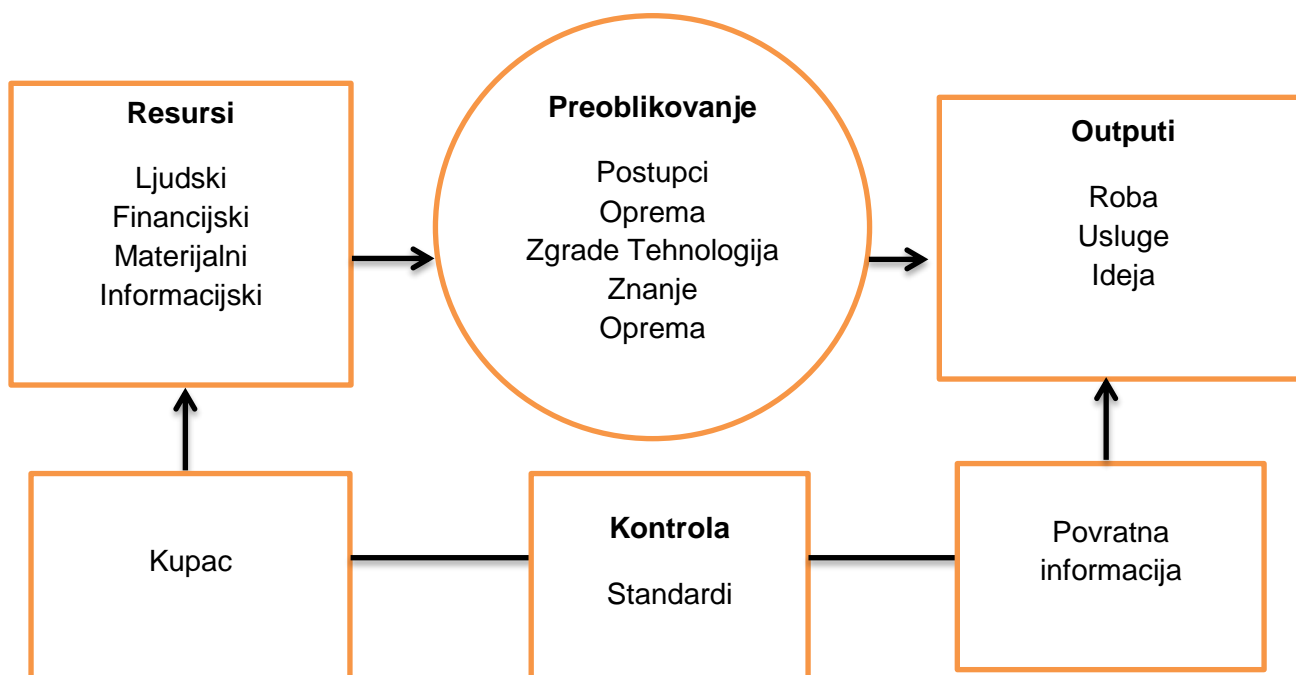 Resursi
Ljudski
Financijski
Materijalni
Informacijski
Preoblikovanje
Postupci
Oprema
Zgrade Tehnologija
Znanje
Oprema
Outputi
Roba
Usluge
Ideja
Kupac
Kontrola
Standardi
Povratna
informacija